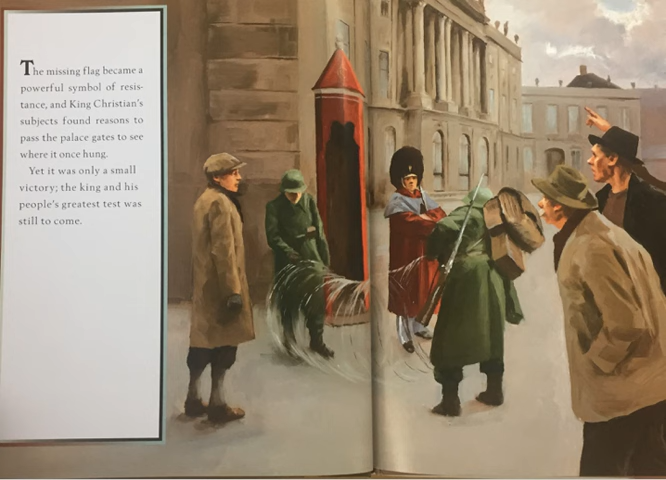 The missing flag became a
powerful symbol of resis-
tance, and King Christian's
subjects found reasons to
pass the palace gates to see
where it once hung.
Yet it was only a small
victory; the king and his
people's greatest test was
still to come.